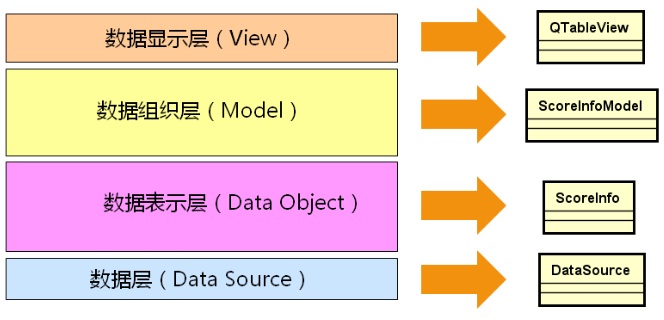 数据显示层（View）
QTableView
数据组织层（Model）
ScoreInfoModel
数据表示层（Data Object）
ScoreInfo
数据层（Data Source）
DataSource